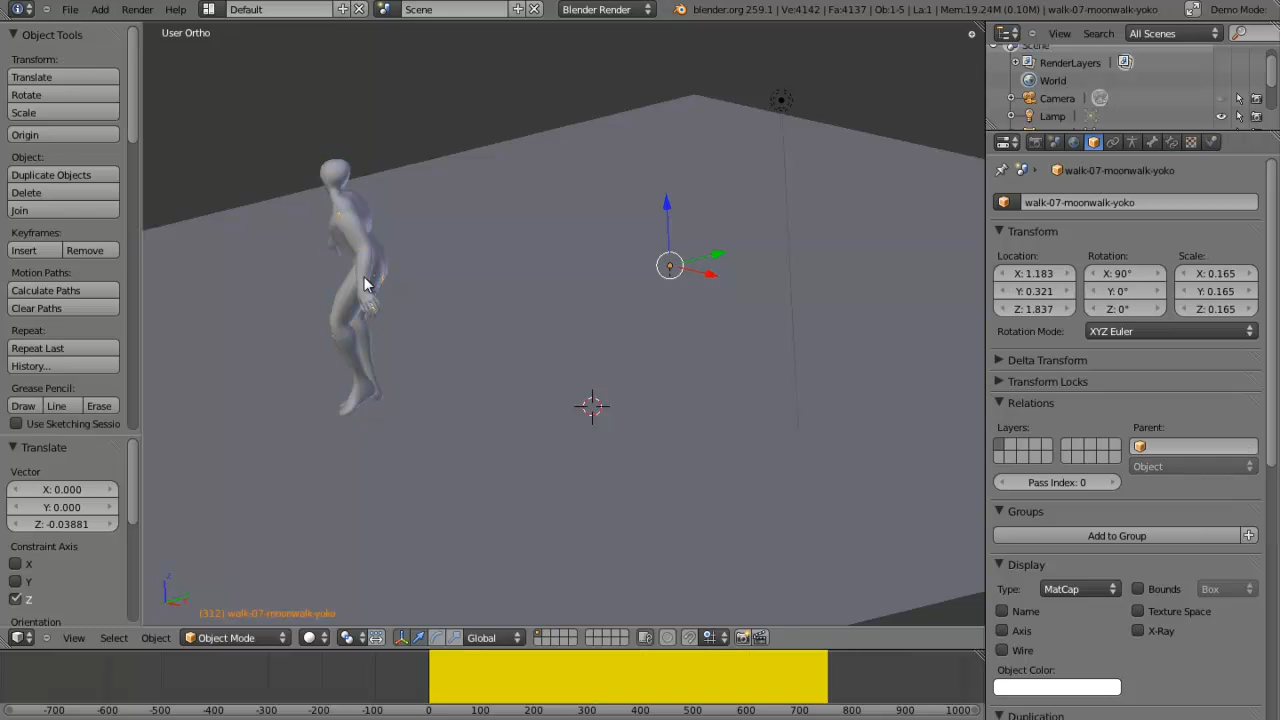 File Add Render Help Default Scene Blender Render blender.org 259.1 | Ve:4142 | Fa:4137 | Ob:1-5 | La:1 | Mem:19.24M (0.10M) | walk-07-moonwalk-yoko Demo Mode:
Object Tools
Transform:
Translate
Rotate
Scale
Origin
Object:
Duplicate Objects
Delete
Join
Keyframes:
Insert Remove
Motion Paths:
Calculate Paths
Clear Paths
Repeat:
Repeat Last
History...
Grease Pencil:
Draw Line Erase
Use Sketching Sessio
Translate
Vector
X: 0.000
Y: 0.000
Z: -0.03881
Constraint Axis
X
Y
Z
Orientation
User Ortho
(312) walk-07-moonwalk-yoko
View Select Object Object Mode Global
-700 -600 -500 -400 -300 -200 -100 0 100 200 300 400 500 600 700 800 900 1000
View Search All Scenes
Scene
RenderLayers
World
Camera
Lamp
walk-07-moonwalk-yoko
walk-07-moonwalk-yoko
Transform
Location: Rotation: Scale:
X: 1.183 X: 90° X: 0.165
Y: 0.321 Y: 0° Y: 0.165
Z: 1.837 Z: 0° Z: 0.165
Rotation Mode: XYZ Euler
Delta Transform
Transform Locks
Relations
Layers: Parent:
Object
Pass Index: 0
Groups
Add to Group
Display
Type: MatCap Bounds Box
Name Texture Space
Axis X-Ray
Wire
Object Color:
Duplication